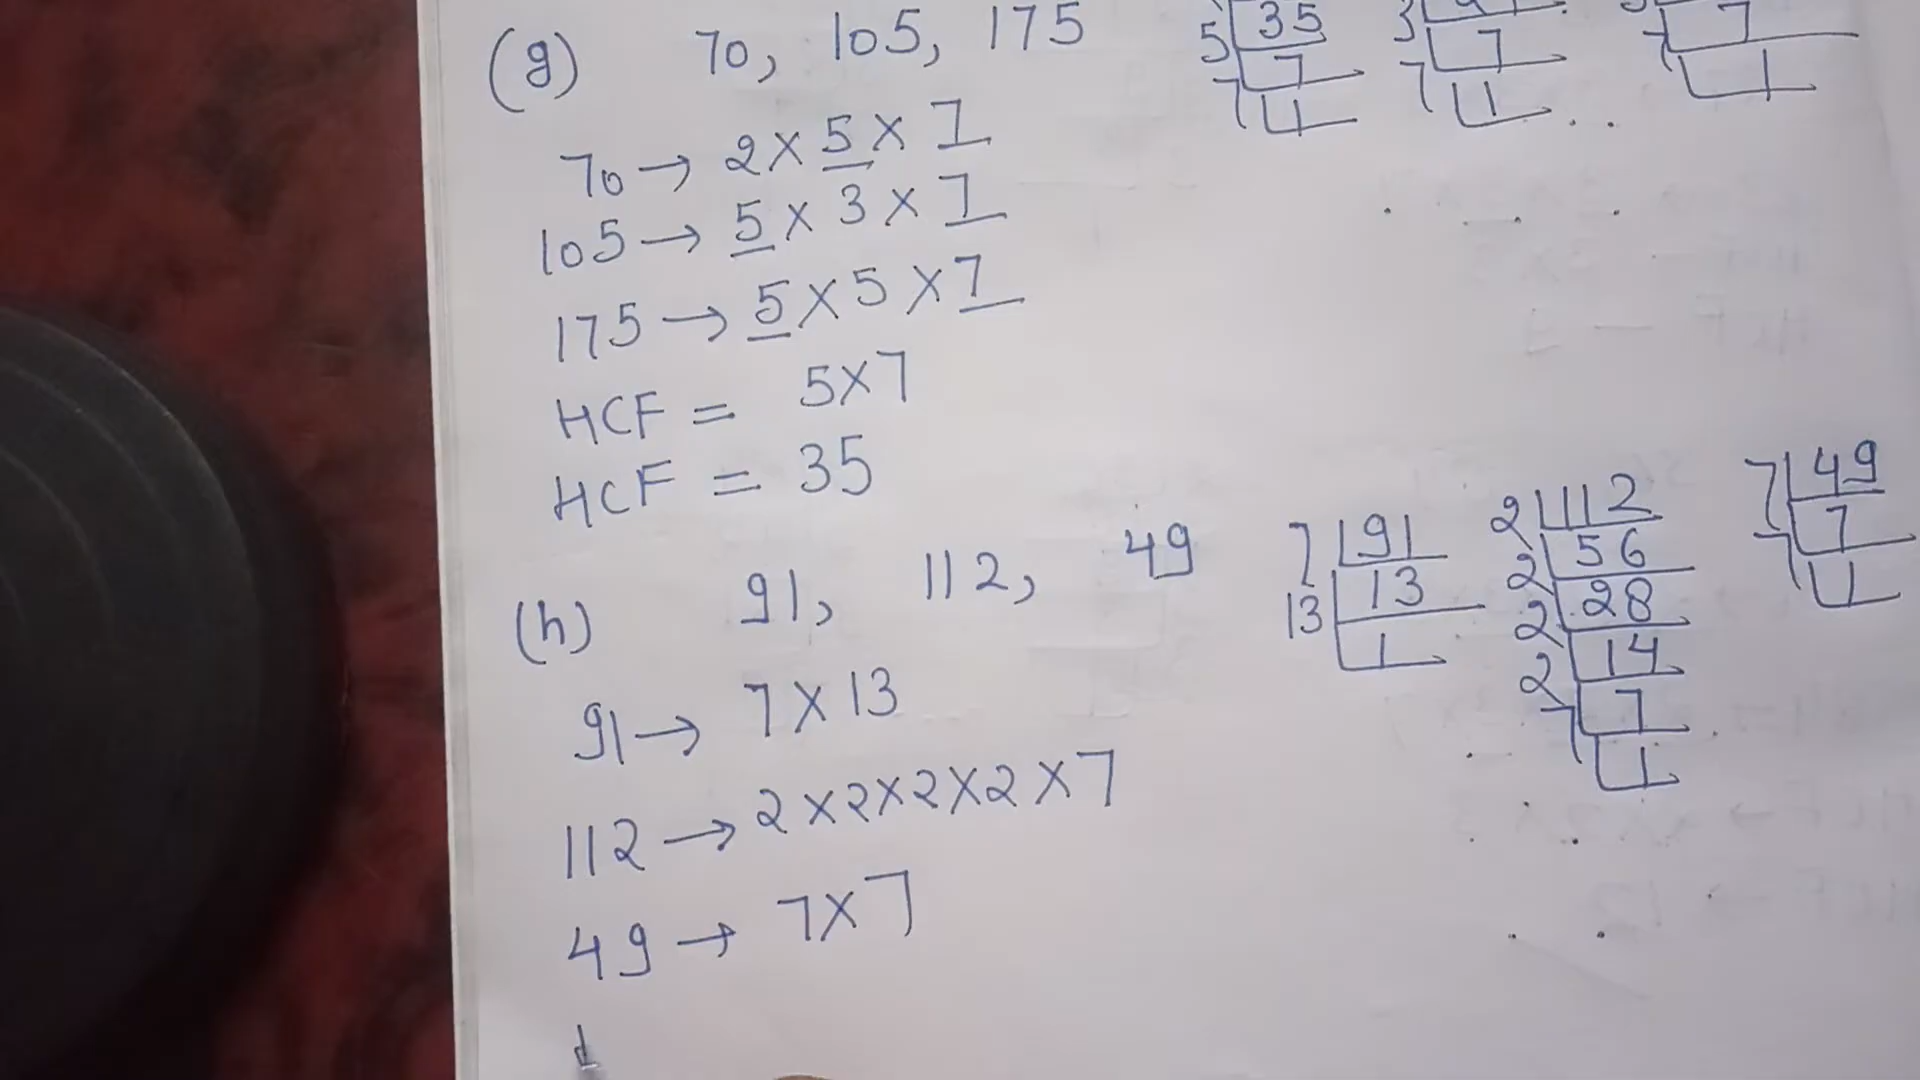 (g) 70, 105, 175
70 → 2 × 5 × 7
105 → 5 × 3 × 7
175 → 5 × 5 × 7
HCF = 5×7
HCF = 35
5 35
7 7
1
3
7 7
1
7 7
1
(h) 91, 112, 49
7 91
13 13
1
2 112
2 56
2 28
2 14
7 7
1
7 49
7 7
1
91 → 7 × 13
112 → 2 × 2 × 2 × 2 × 7
49 → 7 × 7